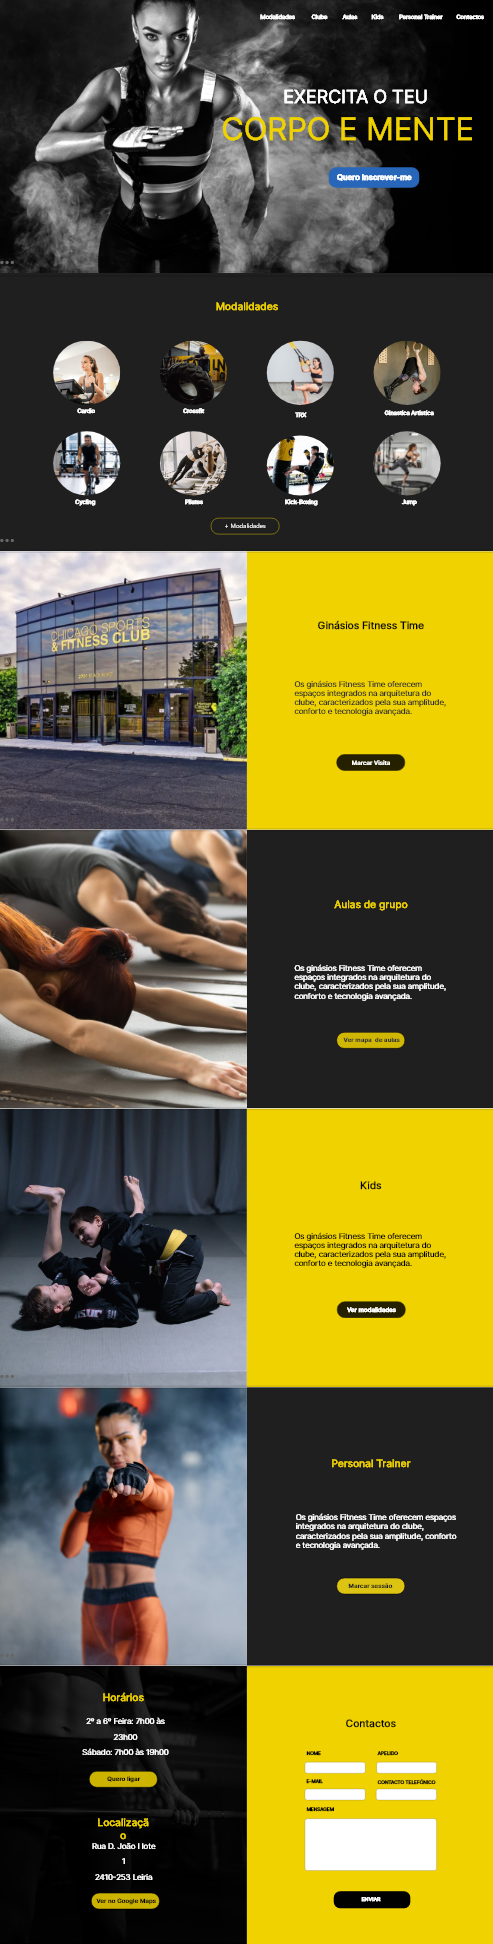 Modalidades Clube Aulas Kids Personal Trainer Contactos
EXERCITA O TEU
CORPO E MENTE
Quero Inscrever-me
Modalidades
Cardio Crossfit TRX Ginastica Artistica
Cycling Pilates Kick-Boxing Jump
+ Modalidades
CHICAGO SPORTS
& FITNESS CLUB
Ginásios Fitness Time
Os ginásios Fitness Time oferecem
espaços integrados na arquitetura do
clube, caracterizados pela sua amplitude,
conforto e tecnologia avançada.
Marcar Visita
Aulas de grupo
Os ginásios Fitness Time oferecem
espaços integrados na arquitetura do
clube, caracterizados pela sua amplitude,
conforto e tecnologia avançada.
Ver mapa de aulas
Kids
Os ginásios Fitness Time oferecem
espaços integrados na arquitetura do
clube, caracterizados pela sua amplitude,
conforto e tecnologia avançada.
Ver modalidades
Personal Trainer
Os ginásios Fitness Time oferecem espaços
integrados na arquitetura do clube,
caracterizados pela sua amplitude, conforto
e tecnologia avançada.
Marcar sessão
Horários
2º a 6º Feira: 7h00 às
23h00
Sábado: 7h00 às 19h00
Quero ligar
Localizaçã
o
Rua D. João I lote
1
2410-253 Leiria
Ver no Google Maps
Contactos
NOME APELIDO
E-MAIL CONTACTO TELEFÓNICO
MENSAGEM
ENVIAR